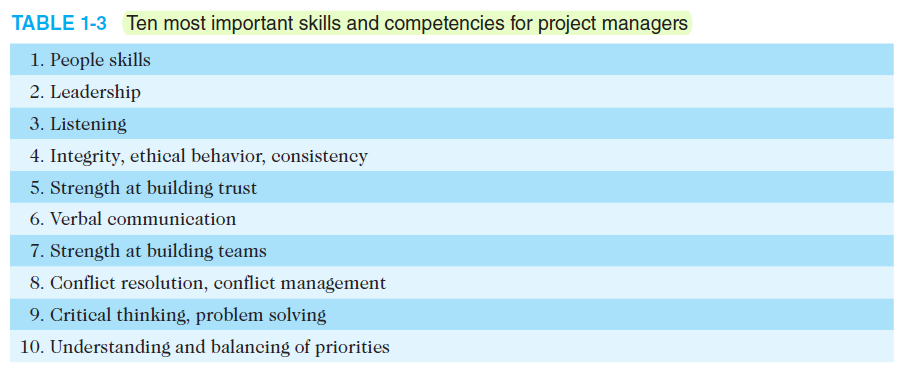 TABLE 1-3 Ten most important skills and competencies for project managers
1. People skills
2. Leadership
3. Listening
4. Integrity, ethical behavior, consistency
5. Strength at building trust
6. Verbal communication
7. Strength at building teams
8. Conflict resolution, conflict management
9. Critical thinking, problem solving
10. Understanding and balancing of priorities